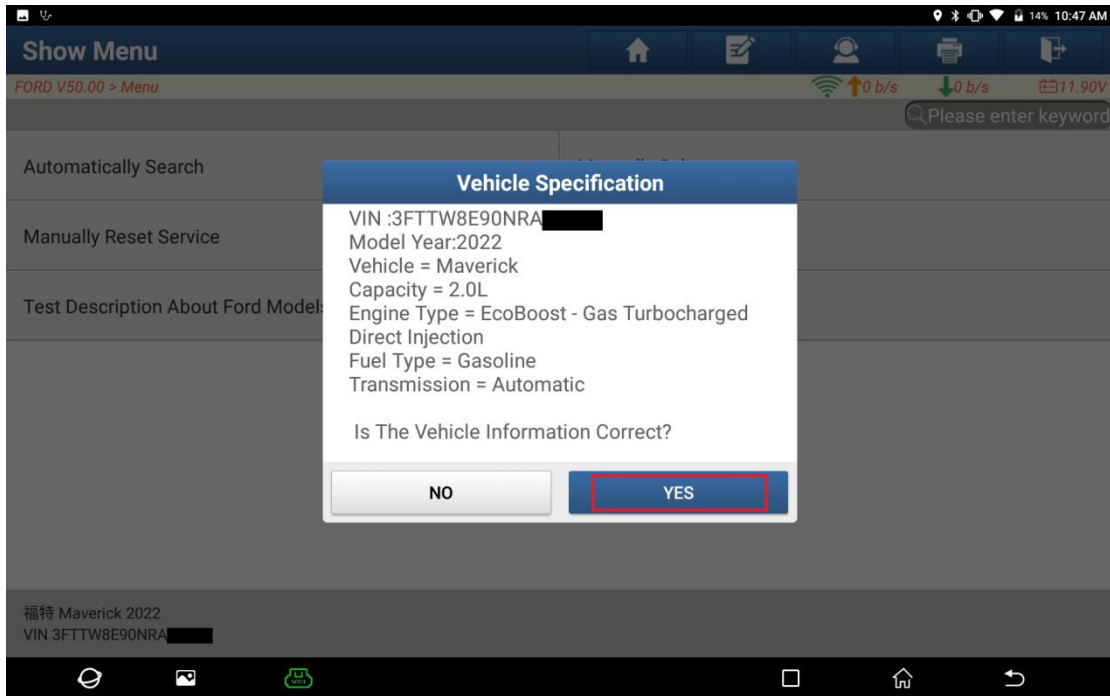 14% 10:47 AM
Show Menu
FORD V50.00 > Menu
0 b/s 0 b/s 11.90V
Please enter keyword
Automatically Search
Manually Reset Service
Test Description About Ford Models
Vehicle Specification
VIN :3FTTW8E90NRA
Model Year:2022
Vehicle = Maverick
Capacity = 2.0L
Engine Type = EcoBoost - Gas Turbocharged
Direct Injection
Fuel Type = Gasoline
Transmission = Automatic
Is The Vehicle Information Correct?
NO YES
福特 Maverick 2022
VIN 3FTTW8E90NRA
VCI